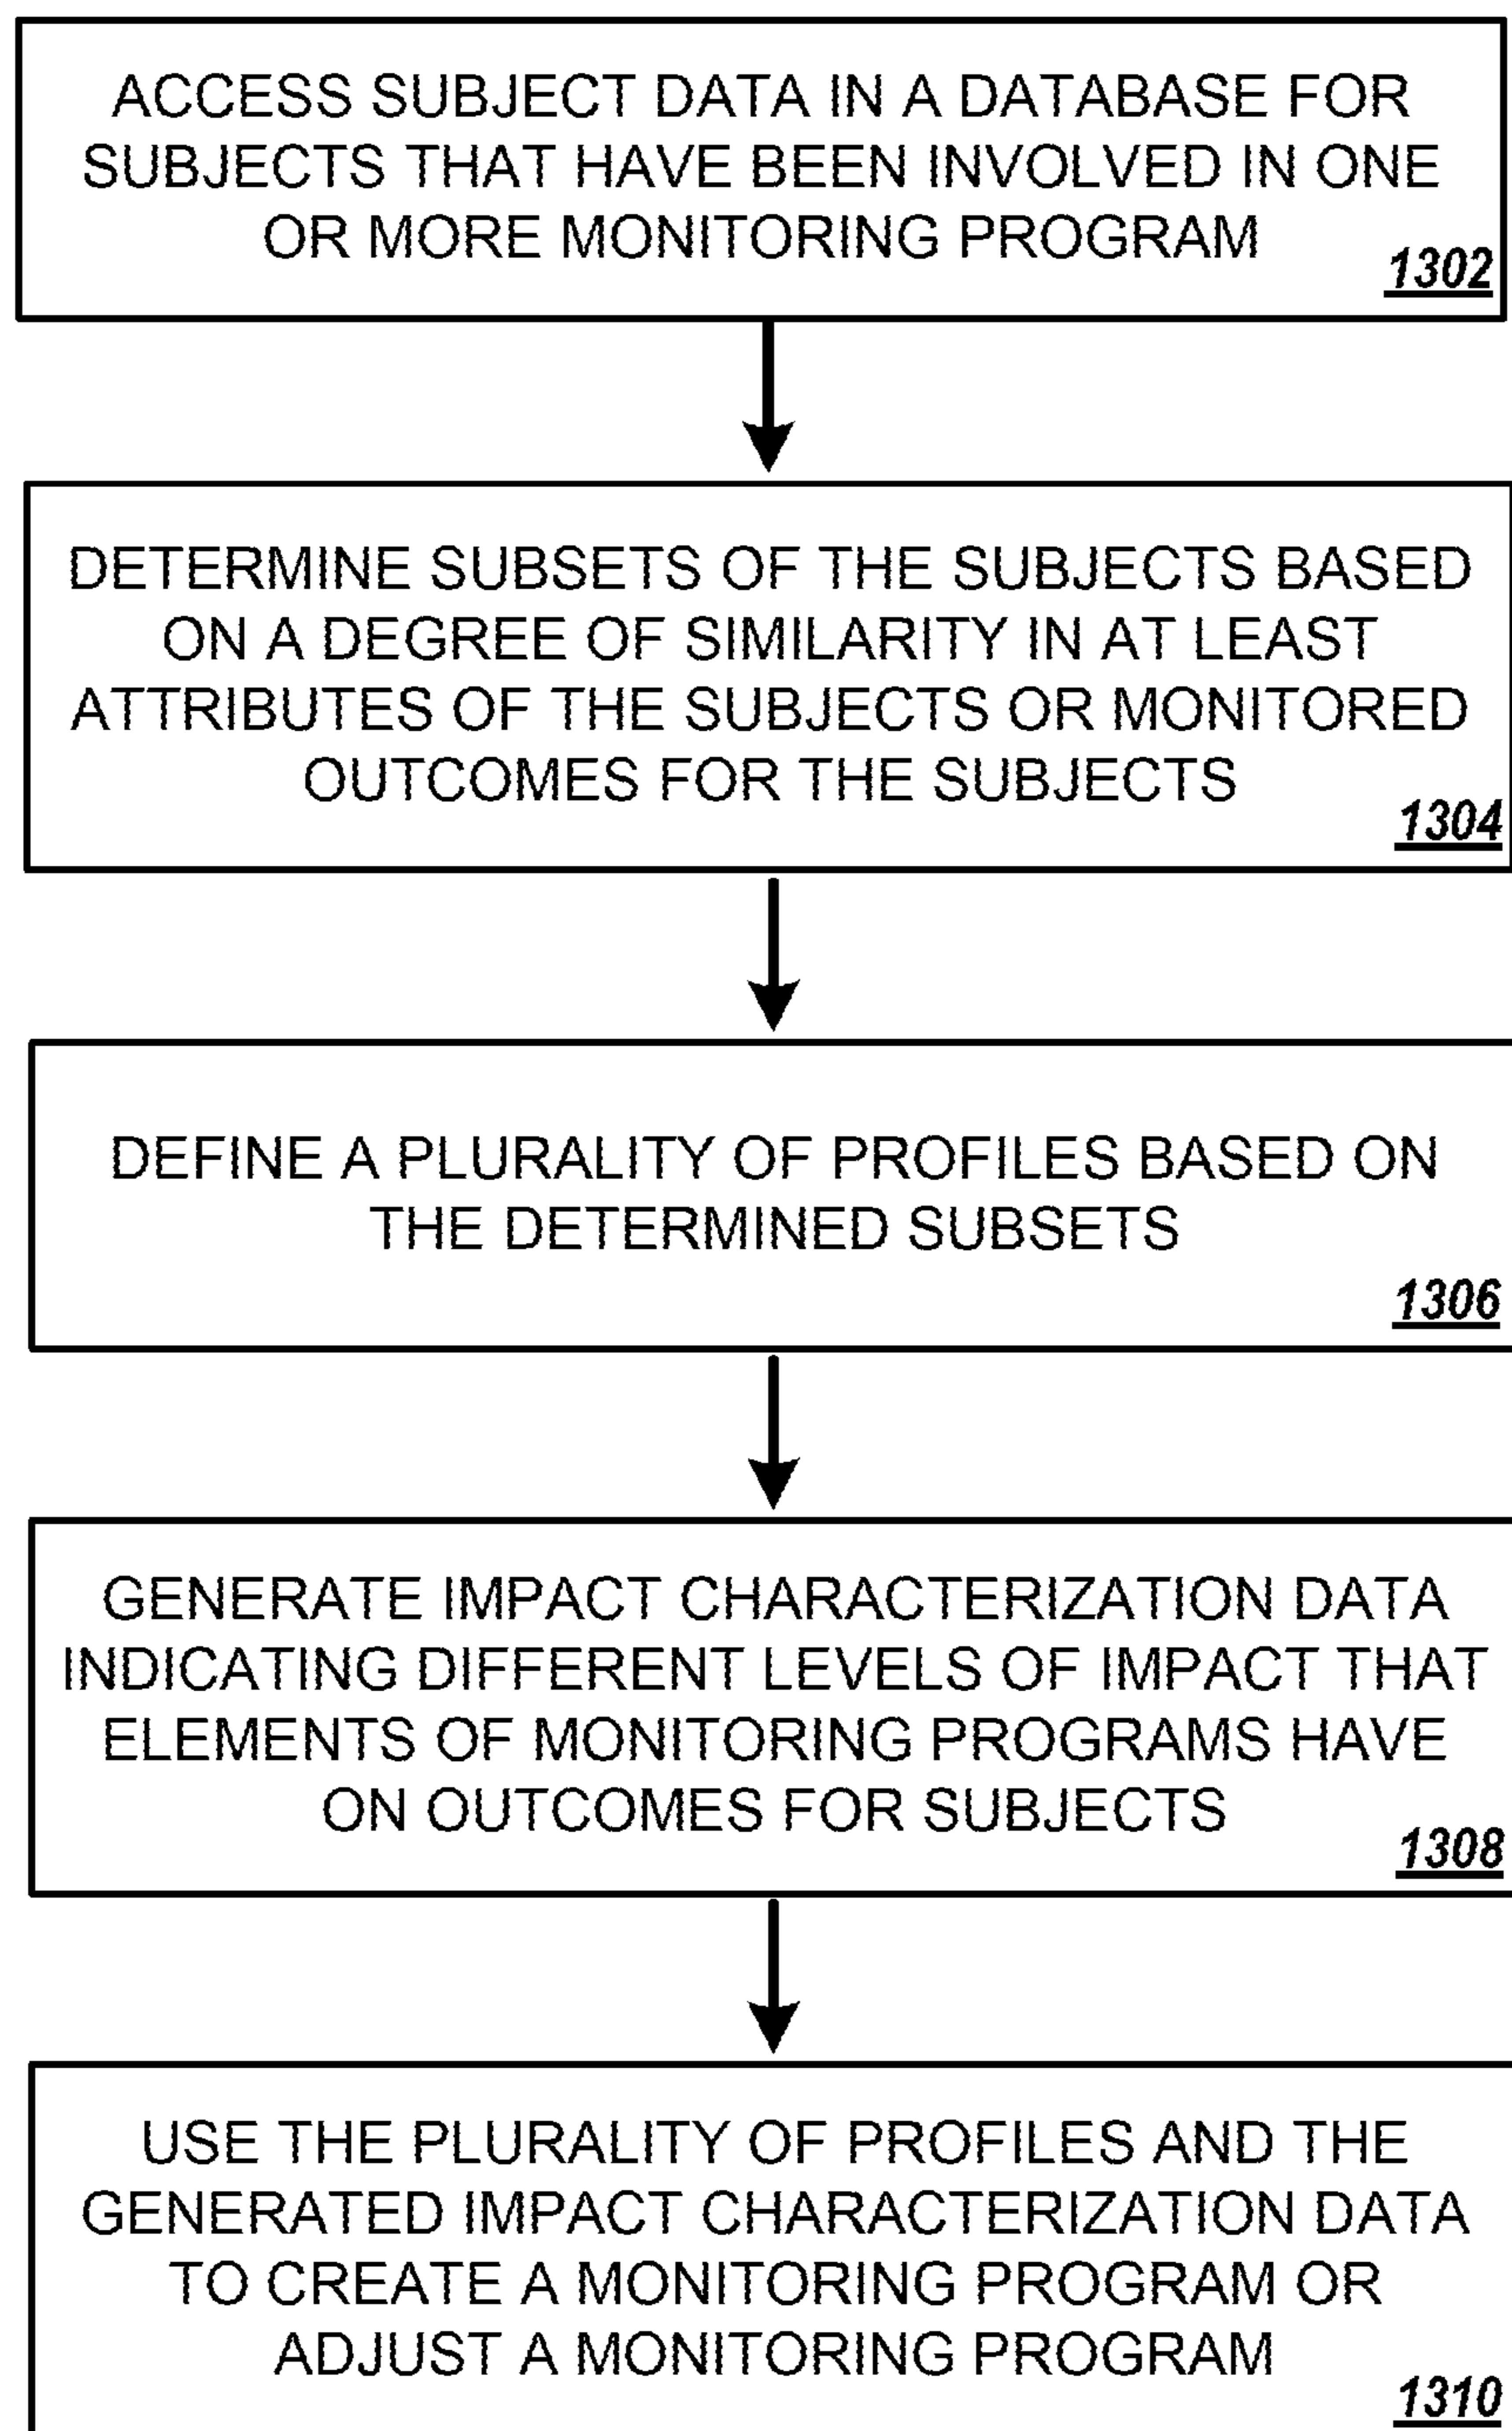 ACCESS SUBJECT DATA IN A DATABASE FOR
SUBJECTS THAT HAVE BEEN INVOLVED IN ONE
OR MORE MONITORING PROGRAM
1302
DETERMINE SUBSETS OF THE SUBJECTS BASED
ON A DEGREE OF SIMILARITY IN AT LEAST
ATTRIBUTES OF THE SUBJECTS OR MONITORED
OUTCOMES FOR THE SUBJECTS
1304
DEFINE A PLURALITY OF PROFILES BASED ON
THE DETERMINED SUBSETS
1306
GENERATE IMPACT CHARACTERIZATION DATA
INDICATING DIFFERENT LEVELS OF IMPACT THAT
ELEMENTS OF MONITORING PROGRAMS HAVE
ON OUTCOMES FOR SUBJECTS
1308
USE THE PLURALITY OF PROFILES AND THE
GENERATED IMPACT CHARACTERIZATION DATA
TO CREATE A MONITORING PROGRAM OR
ADJUST A MONITORING PROGRAM
1310